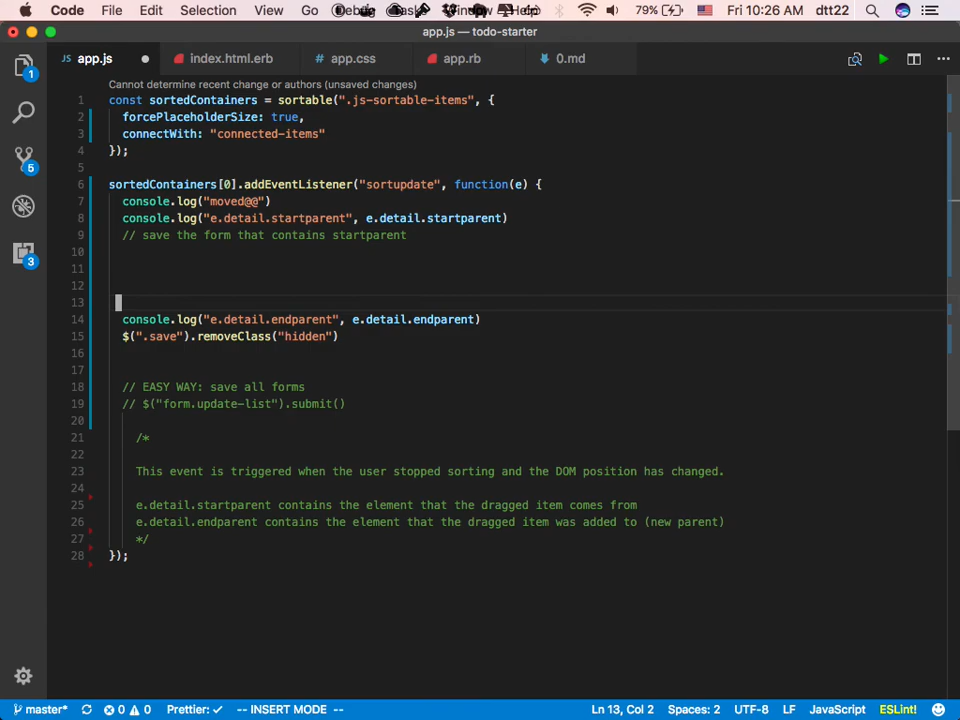 Code File Edit Selection View Go Debug Tasks Window Help 79% Fri 10:26 AM dtt22
app.js — todo-starter
JS app.js index.html.erb # app.css app.rb 0.md
Cannot determine recent change or authors (unsaved changes)
1 const sortedContainers = sortable(".js-sortable-items", {
2 forcePlaceholderSize: true,
3 connectWith: "connected-items"
4 });
5
6 sortedContainers[0].addEventListener("sortupdate", function(e) {
7 console.log("moved@@")
8 console.log("e.detail.startparent", e.detail.startparent)
9 // save the form that contains startparent
10
11
12
13
14 console.log("e.detail.endparent", e.detail.endparent)
15 $(".save").removeClass("hidden")
16
17
18 // EASY WAY: save all forms
19 // $("form.update-list").submit()
20
21 /*
22
23 This event is triggered when the user stopped sorting and the DOM position has changed.
24
25 e.detail.startparent contains the element that the dragged item comes from
26 e.detail.endparent contains the element that the dragged item was added to (new parent)
27 */
28 });
1
5
3
master* 0 0 Prettier: ✓ -- INSERT MODE -- Ln 13, Col 2 Spaces: 2 UTF-8 LF JavaScript ESLint!